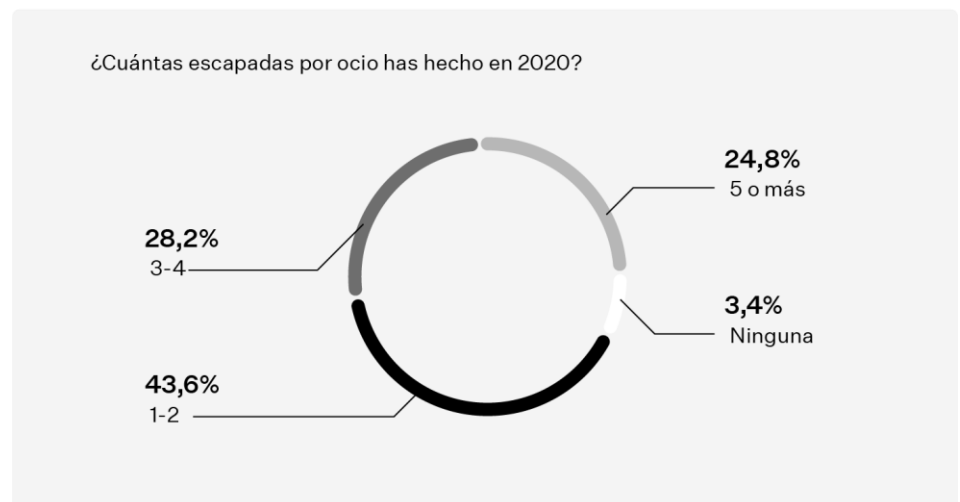 ¿Cuántas escapadas por ocio has hecho en 2020?
24,8%
5 o más
28,2%
3-4
3,4%
Ninguna
43,6%
1-2